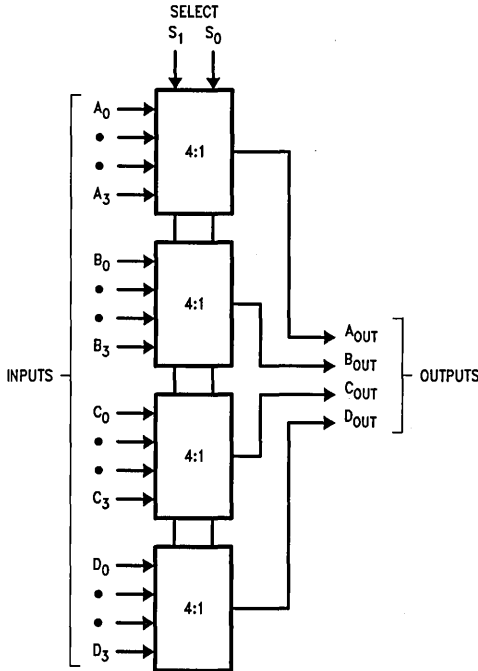 SELECT
S1 S0
A0
4:1
A3
B0
4:1
B3
INPUTS
AOUT
BOUT
COUT
DOUT
OUTPUTS
C0
4:1
C3
D0
4:1
D3